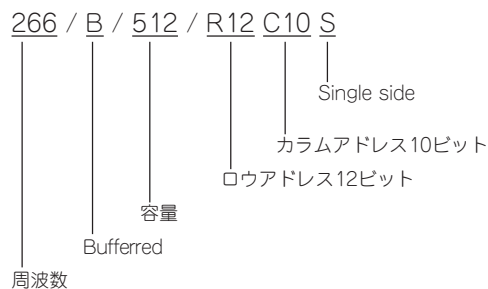 266 / B / 512 / R12 C10 S
Single side
カラムアドレス10ビット
ロウアドレス12ビット
容量
Bufferred
周波数